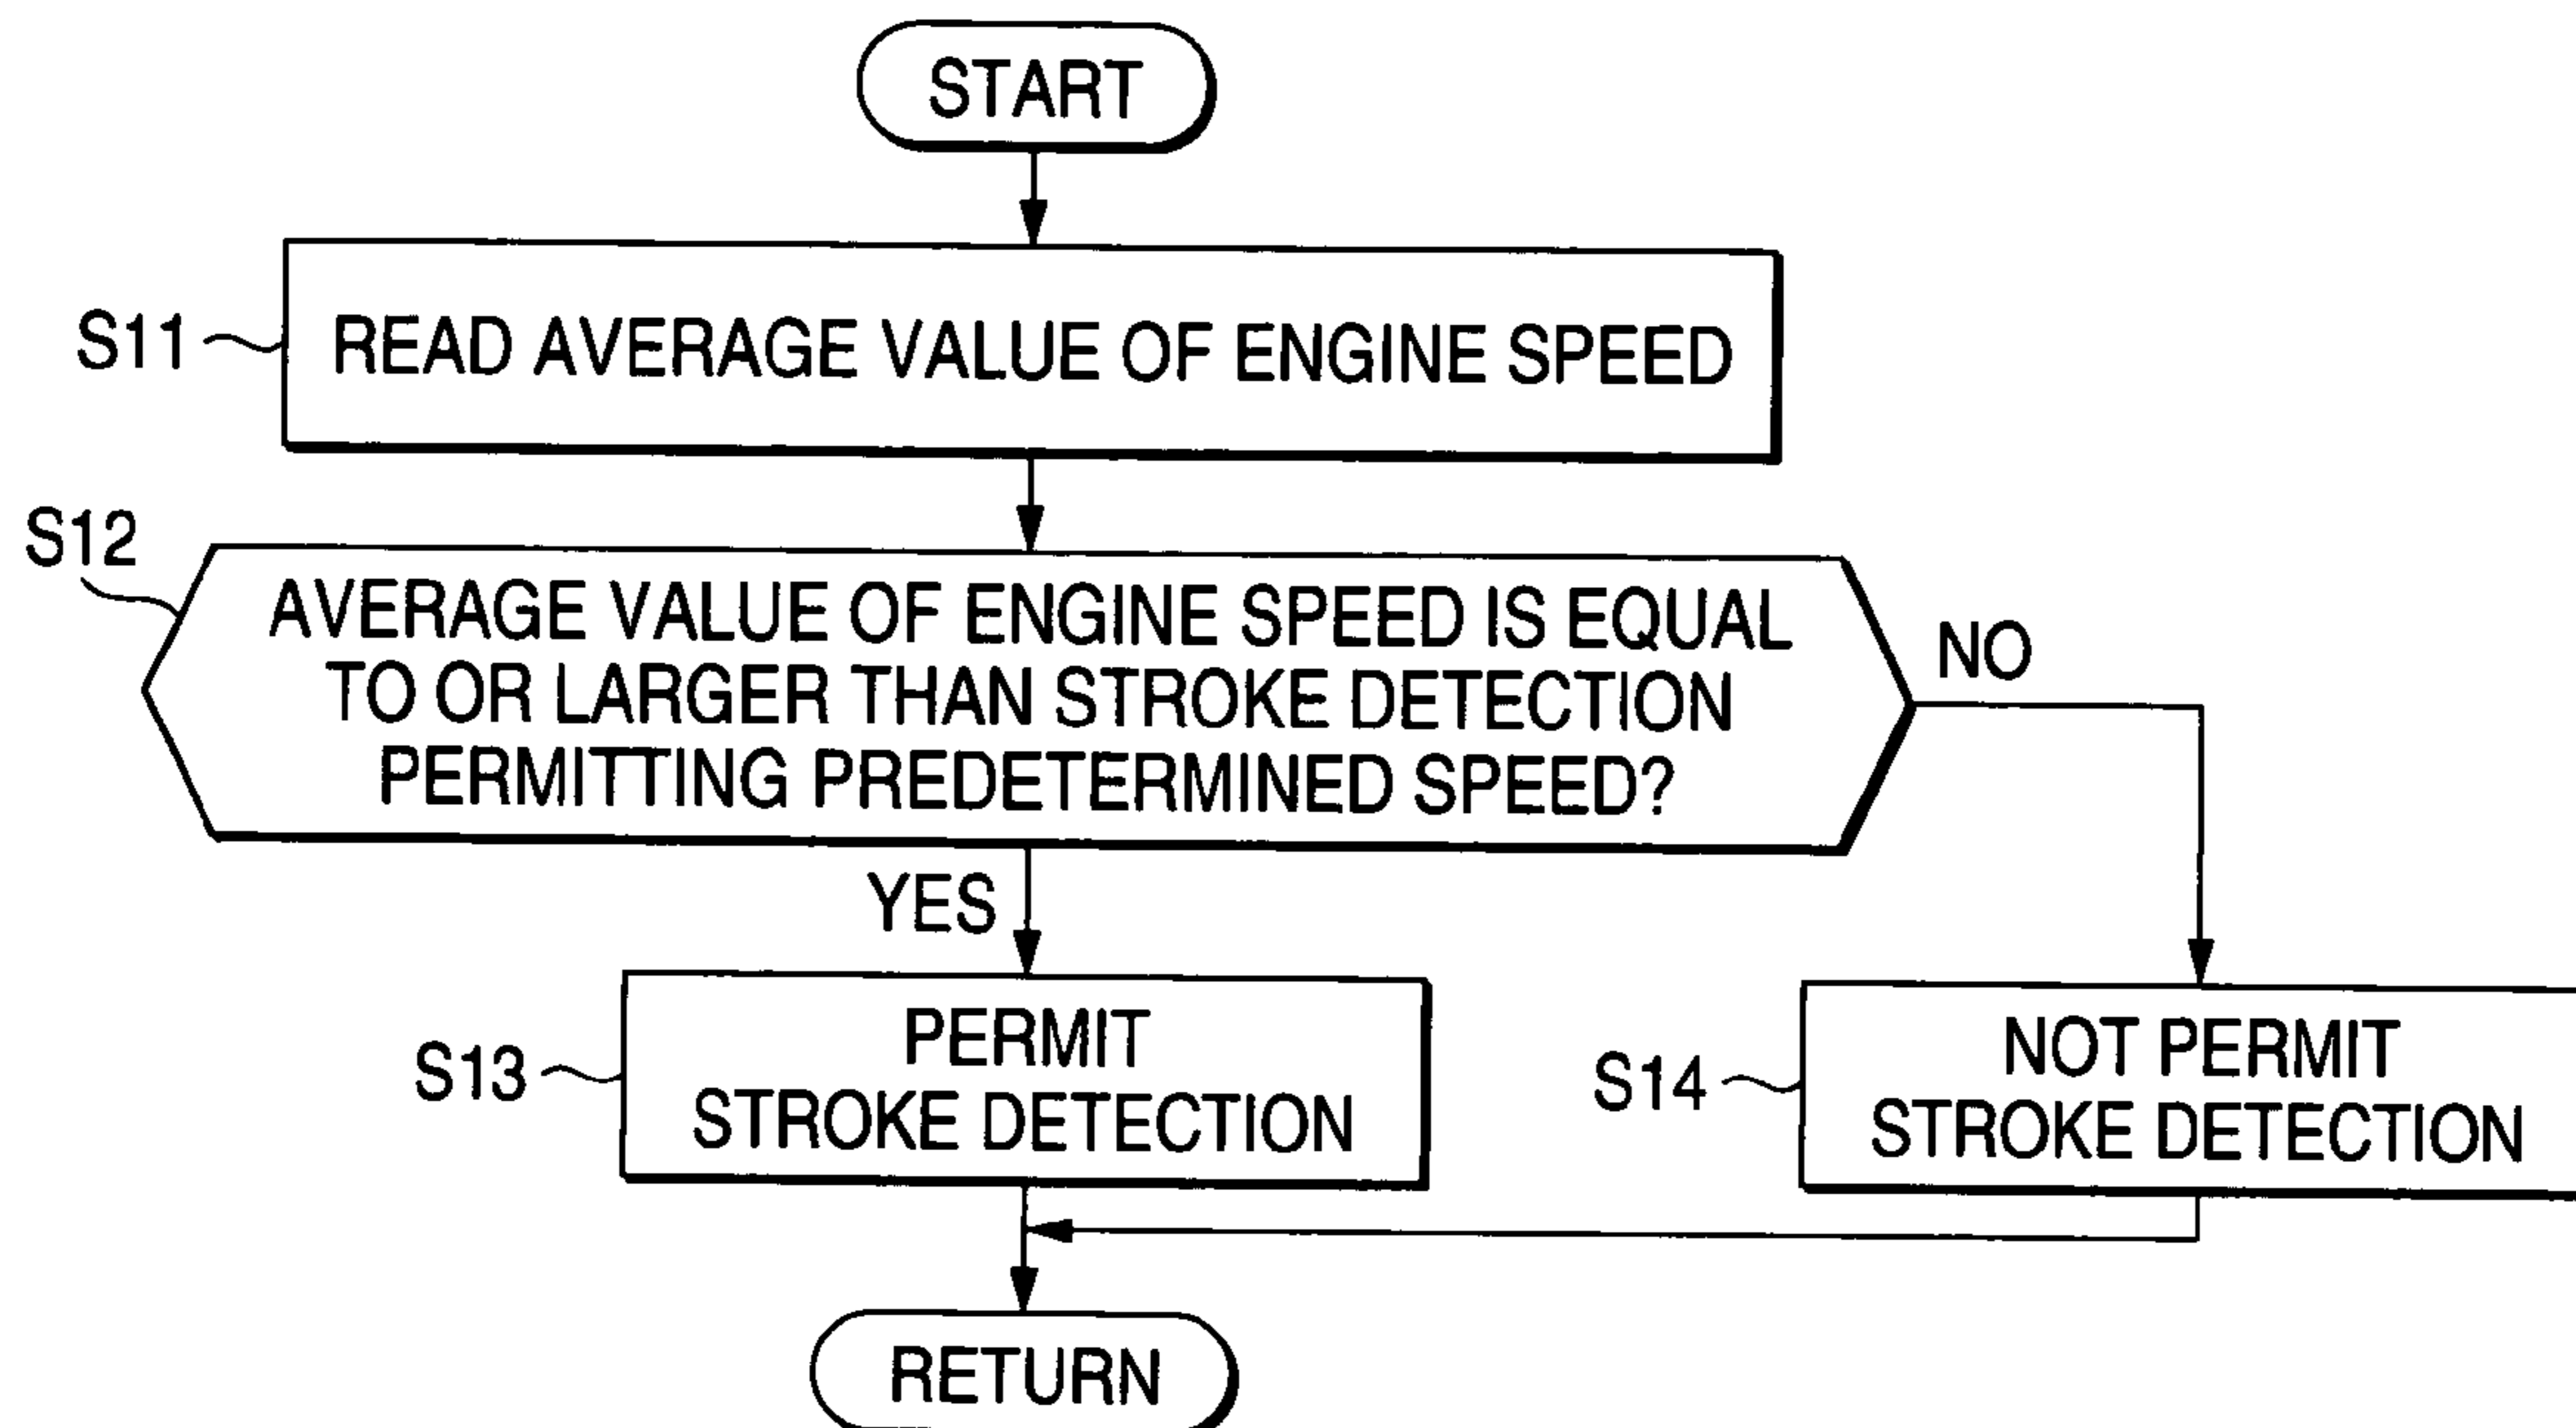 START
S11
READ AVERAGE VALUE OF ENGINE SPEED
S12
AVERAGE VALUE OF ENGINE SPEED IS EQUAL
TO OR LARGER THAN STROKE DETECTION
PERMITTING PREDETERMINED SPEED?
NO
YES
S13
PERMIT
STROKE DETECTION
S14
NOT PERMIT
STROKE DETECTION
RETURN